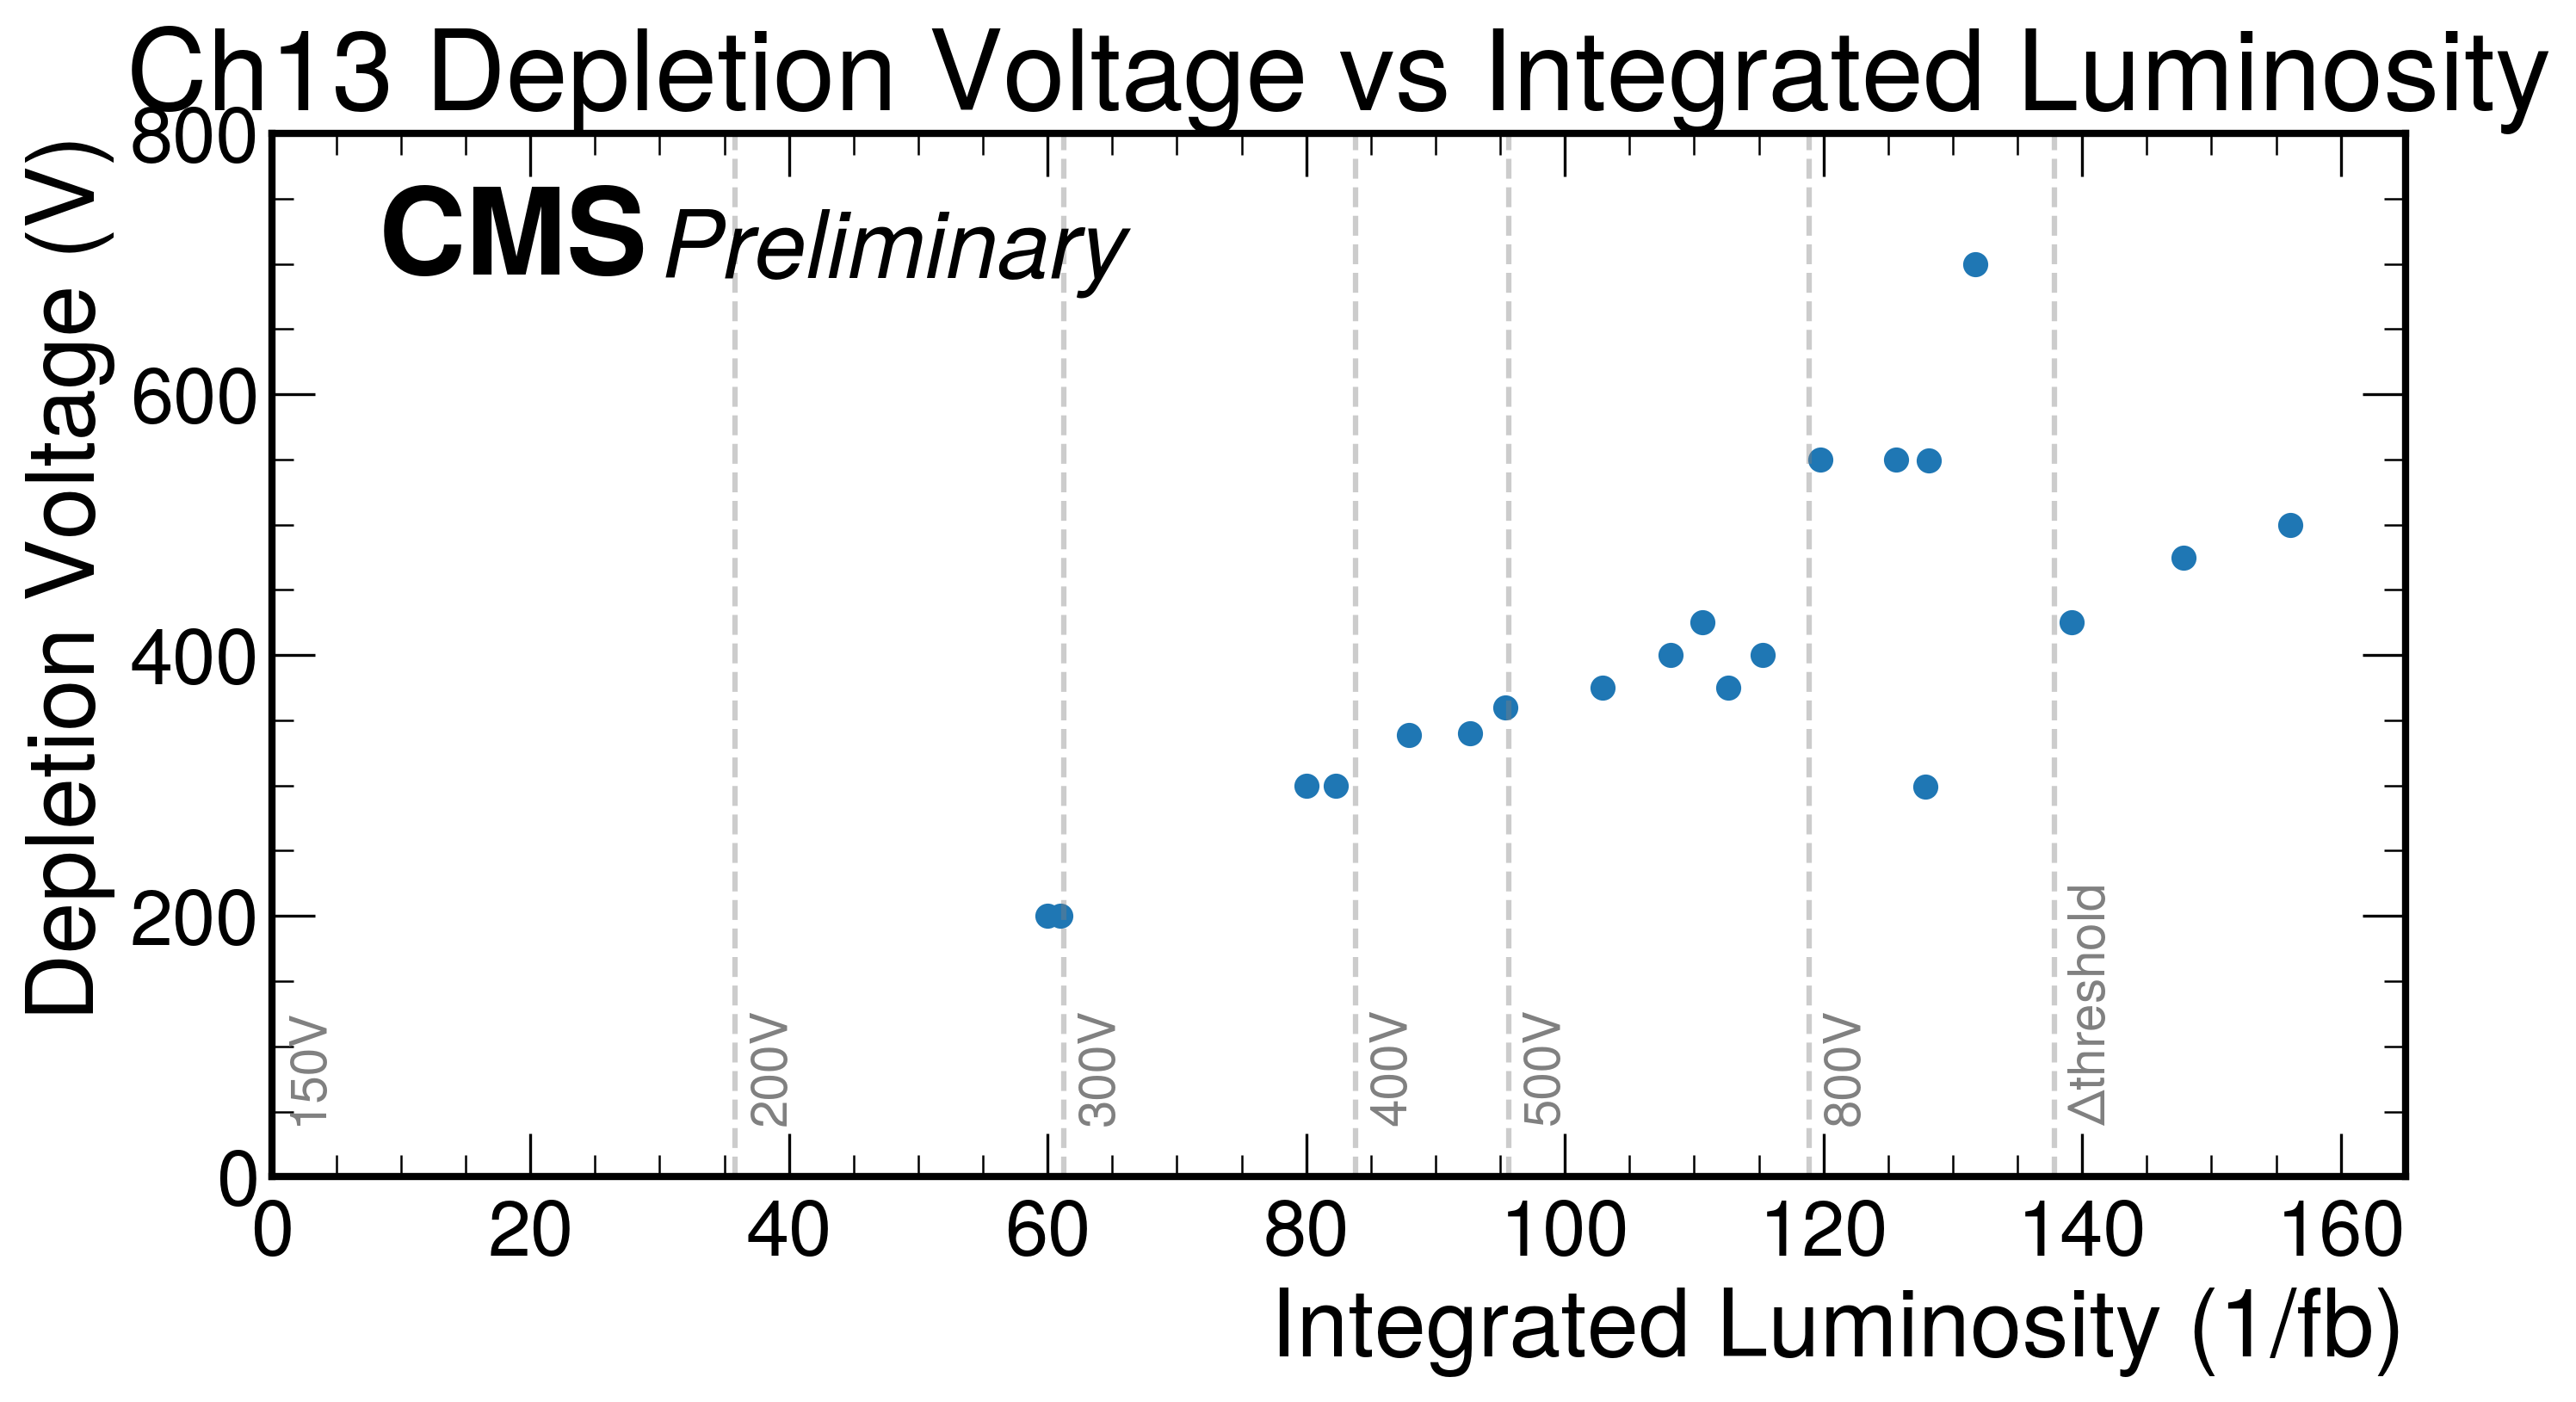 Ch13 Depletion Voltage vs Integrated Luminosity
CMS Preliminary
Depletion Voltage (V)
800
600
400
200
0
150V
200V
300V
400V
500V
800V
Δthreshold
0 20 40 60 80 100 120 140 160
Integrated Luminosity (1/fb)